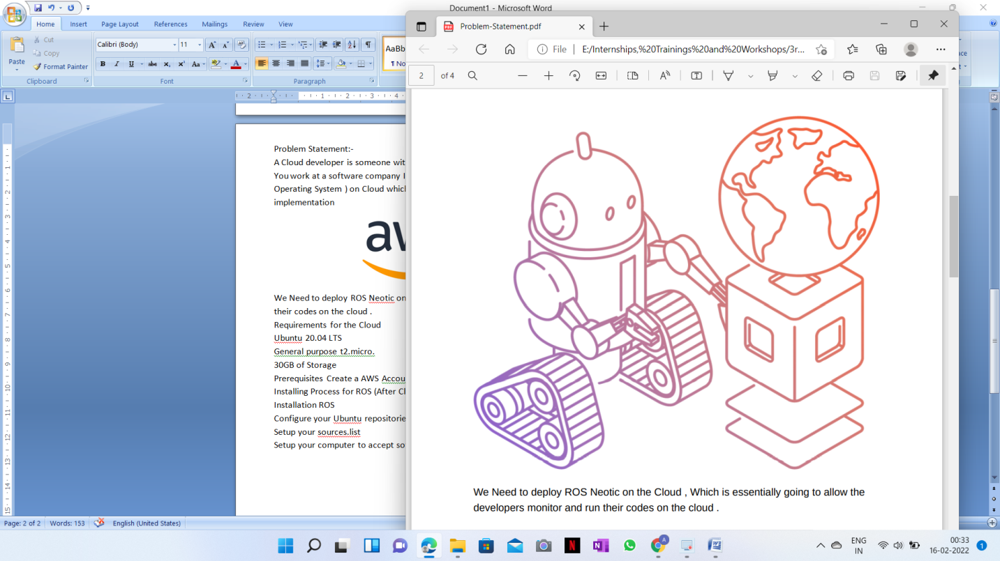 Document1 - Microsoft Word
Home Insert Page Layout References Mailings Review View
Cut
Copy
Format Painter
Paste
Clipboard
Calibri (Body) 11
Font
Paragraph
AaBb
¶ No
Problem-Statement.pdf
File E:/Internships,%20Trainings%20and%20Workshops/3r...
2 of 4
Problem Statement:-
A Cloud developer is someone wit
You work at a software company I
Operating System ) on Cloud which
implementation
aw
We Need to deploy ROS Neotic on
their codes on the cloud .
Requirements for the Cloud
Ubuntu 20.04 LTS
General purpose t2.micro.
30GB of Storage
Prerequisites Create a AWS Accou
Installing Process for ROS (After Cl
Installation ROS
Configure your Ubuntu repositorie
Setup your sources.list
Setup your computer to accept so
We Need to deploy ROS Neotic on the Cloud , Which is essentially going to allow the
developers monitor and run their codes on the cloud .
Page: 2 of 2 Words: 153 English (United States)
ENG
IN
00:33
16-02-2022
1